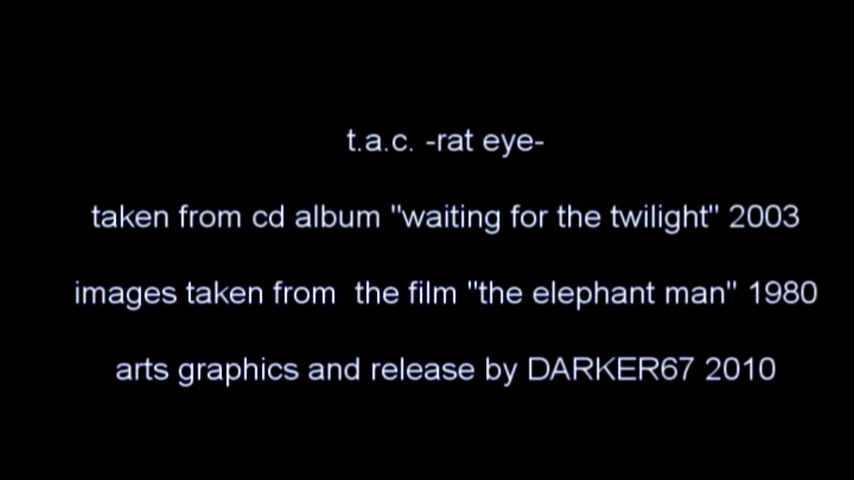 t.a.c. -rat eye-
taken from cd album "waiting for the twilight" 2003
images taken from  the film "the elephant man" 1980
arts graphics and release by DARKER67 2010